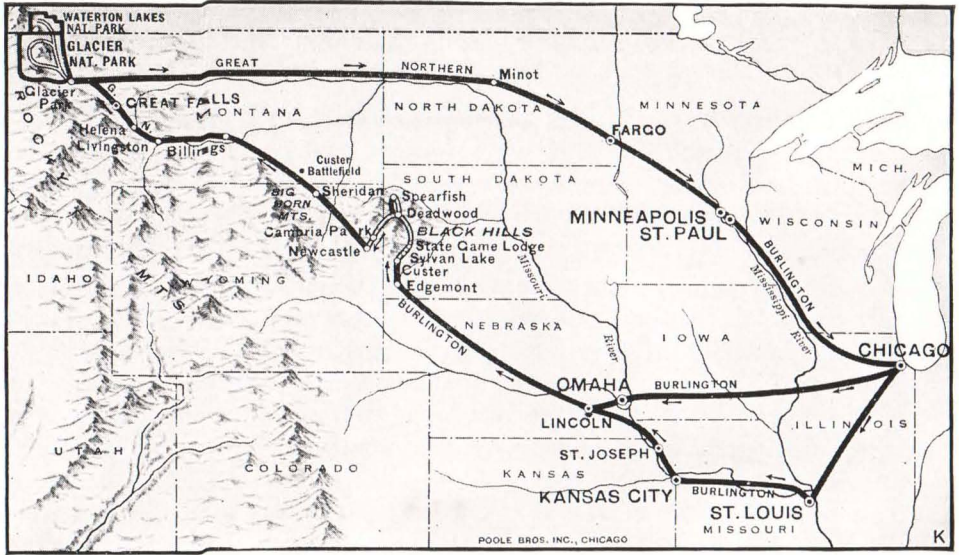 WATERTON LAKES
NAT. PARK
GLACIER
NAT. PARK
GREAT NORTHERN
Minot
Glacier
Park
G. N.
GREAT FALLS
MONTANA
NORTH DAKOTA
MINNESOTA
ROCKY MTS
Helena
Livingston
Billings
FARGO
Custer
Battlefield
SOUTH DAKOTA
MICH.
BIG
HORN
MTS.
Sheridan
Spearfish
Deadwood
MINNEAPOLIS
ST. PAUL
WISCONSIN
Cambria Park
BLACK HILLS
Newcastle
State Game Lodge
Sylvan Lake
Custer
Edgemont
IDAHO
WYOMING
Missouri
River
BURLINGTON
Mississippi
River
BURLINGTON
NEBRASKA
IOWA
CHICAGO
OMAHA
BURLINGTON
LINCOLN
ILLINOIS
UTAH
COLORADO
ST. JOSEPH
KANSAS
KANSAS CITY
BURLINGTON
ST. LOUIS
MISSOURI
POOLE BROS. INC., CHICAGO
K